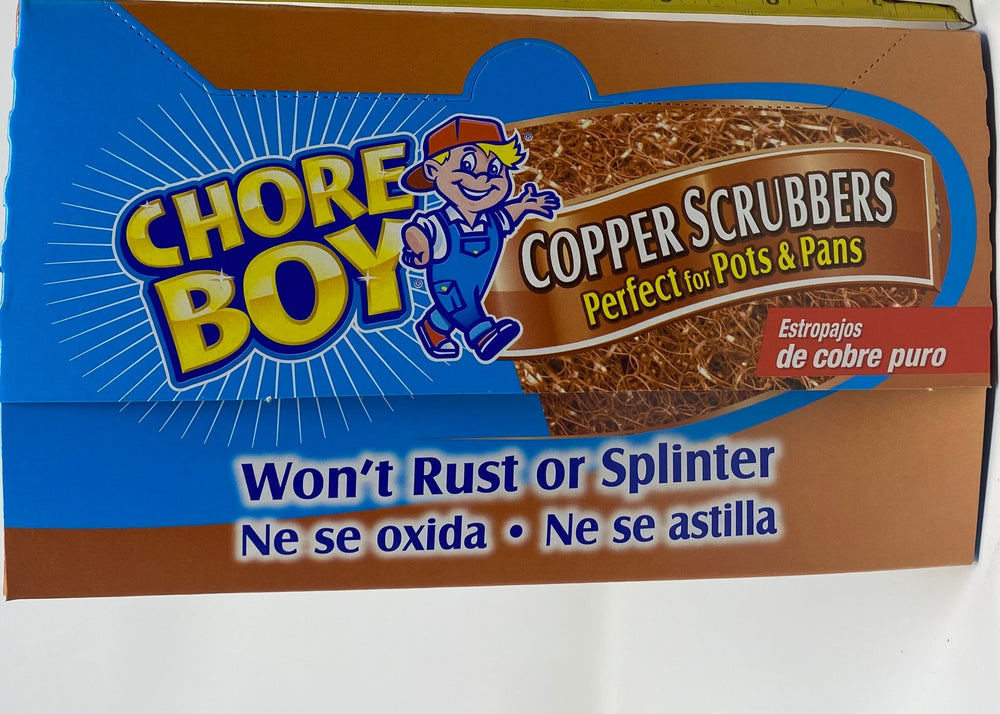 CHORE
BOY
COPPER SCRUBBERS
Perfect for Pots & Pans
Estropajos
de cobre puro
Won't Rust or Splinter
Ne se oxida • Ne se astilla